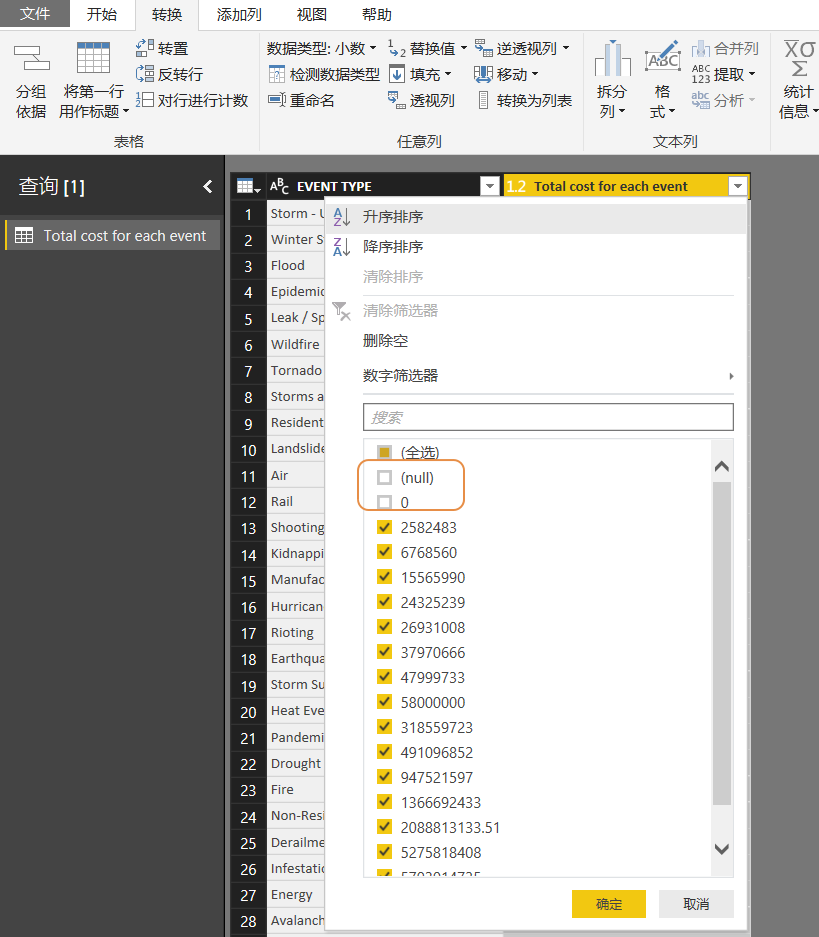 文件 开始 转换 添加列 视图 帮助
分组
依据
将第一行
用作标题
转置
反转行
对行进行计数
表格
数据类型: 小数
检测数据类型
重命名
1
2
替换值
填充
透视列
逆透视列
移动
转换为列表
任意列
拆分
列
ABC
格
式
合并列
ABC
123
提取
abc
分析
文本列
XO
Σ
统计
信息
查询 [1]
Total cost for each event
ABC EVENT TYPE
1.2 Total cost for each event
1 Storm - U
2 Winter S
3 Flood
4 Epidemic
5 Leak / Sp
6 Wildfire
7 Tornado
8 Storms a
9 Resident
10 Landslide
11 Air
12 Rail
13 Shooting
14 Kidnappi
15 Manufac
16 Hurrican
17 Rioting
18 Earthqua
19 Storm Su
20 Heat Eve
21 Pandemi
22 Drought
23 Fire
24 Non-Resi
25 Derailme
26 Infestatio
27 Energy
28 Avalanch
A
Z
升序排序
Z
A
降序排序
清除排序
清除筛选器
删除空
数字筛选器
搜索
(全选)
(null)
0
2582483
6768560
15565990
24325239
26931008
37970666
47999733
58000000
318559723
491096852
947521597
1366692433
2088813133.51
5275818408
确定 取消